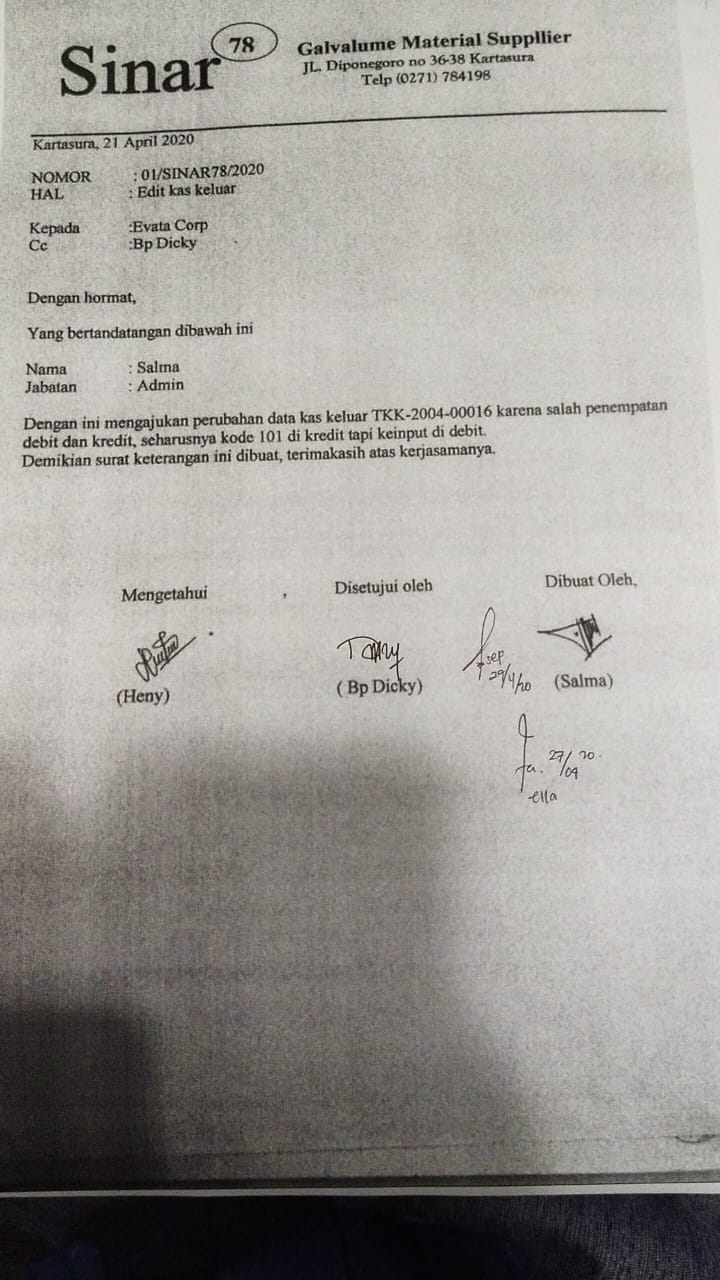 Sinar 78
Galvalume Material Suppllier
JL. Diponegoro no 36-38 Kartasura
Telp (0271) 784198
Kartasura, 21 April 2020
NOMOR : 01/SINAR78/2020
HAL : Edit kas keluar
Kepada :Evata Corp
Cc :Bp Dicky
Dengan hormat,
Yang bertandatangan dibawah ini
Nama : Salma
Jabatan : Admin
Dengan ini mengajukan perubahan data kas keluar TKK-2004-00016 karena salah penempatan
debit dan kredit, seharusnya kode 101 di kredit tapi keinput di debit.
Demikian surat keterangan ini dibuat, terimakasih atas kerjasamanya.
Mengetahui , Disetujui oleh Dibuat Oleh,
29/4/20
(Heny) ( Bp Dicky) (Salma)
27/04 20.
ella